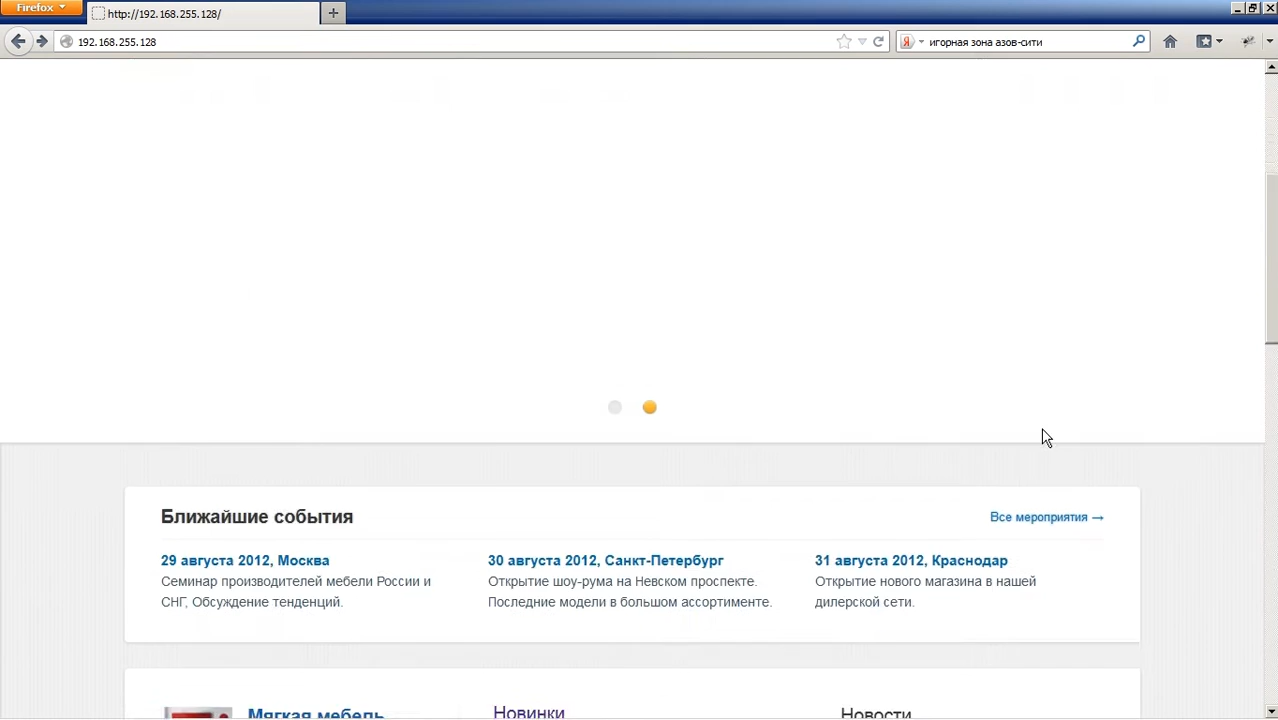 Firefox
http://192.168.255.128/
192.168.255.128
игорная зона азов-сити
Ближайшие события
Все мероприятия →
29 августа 2012, Москва
Семинар производителей мебели России и
СНГ, Обсуждение тенденций.
30 августа 2012, Санкт-Петербург
Открытие шоу-рума на Невском проспекте.
Последние модели в большом ассортименте.
31 августа 2012, Краснодар
Открытие нового магазина в нашей
дилерской сети.
Мягкая мебель
Новинки
Новости